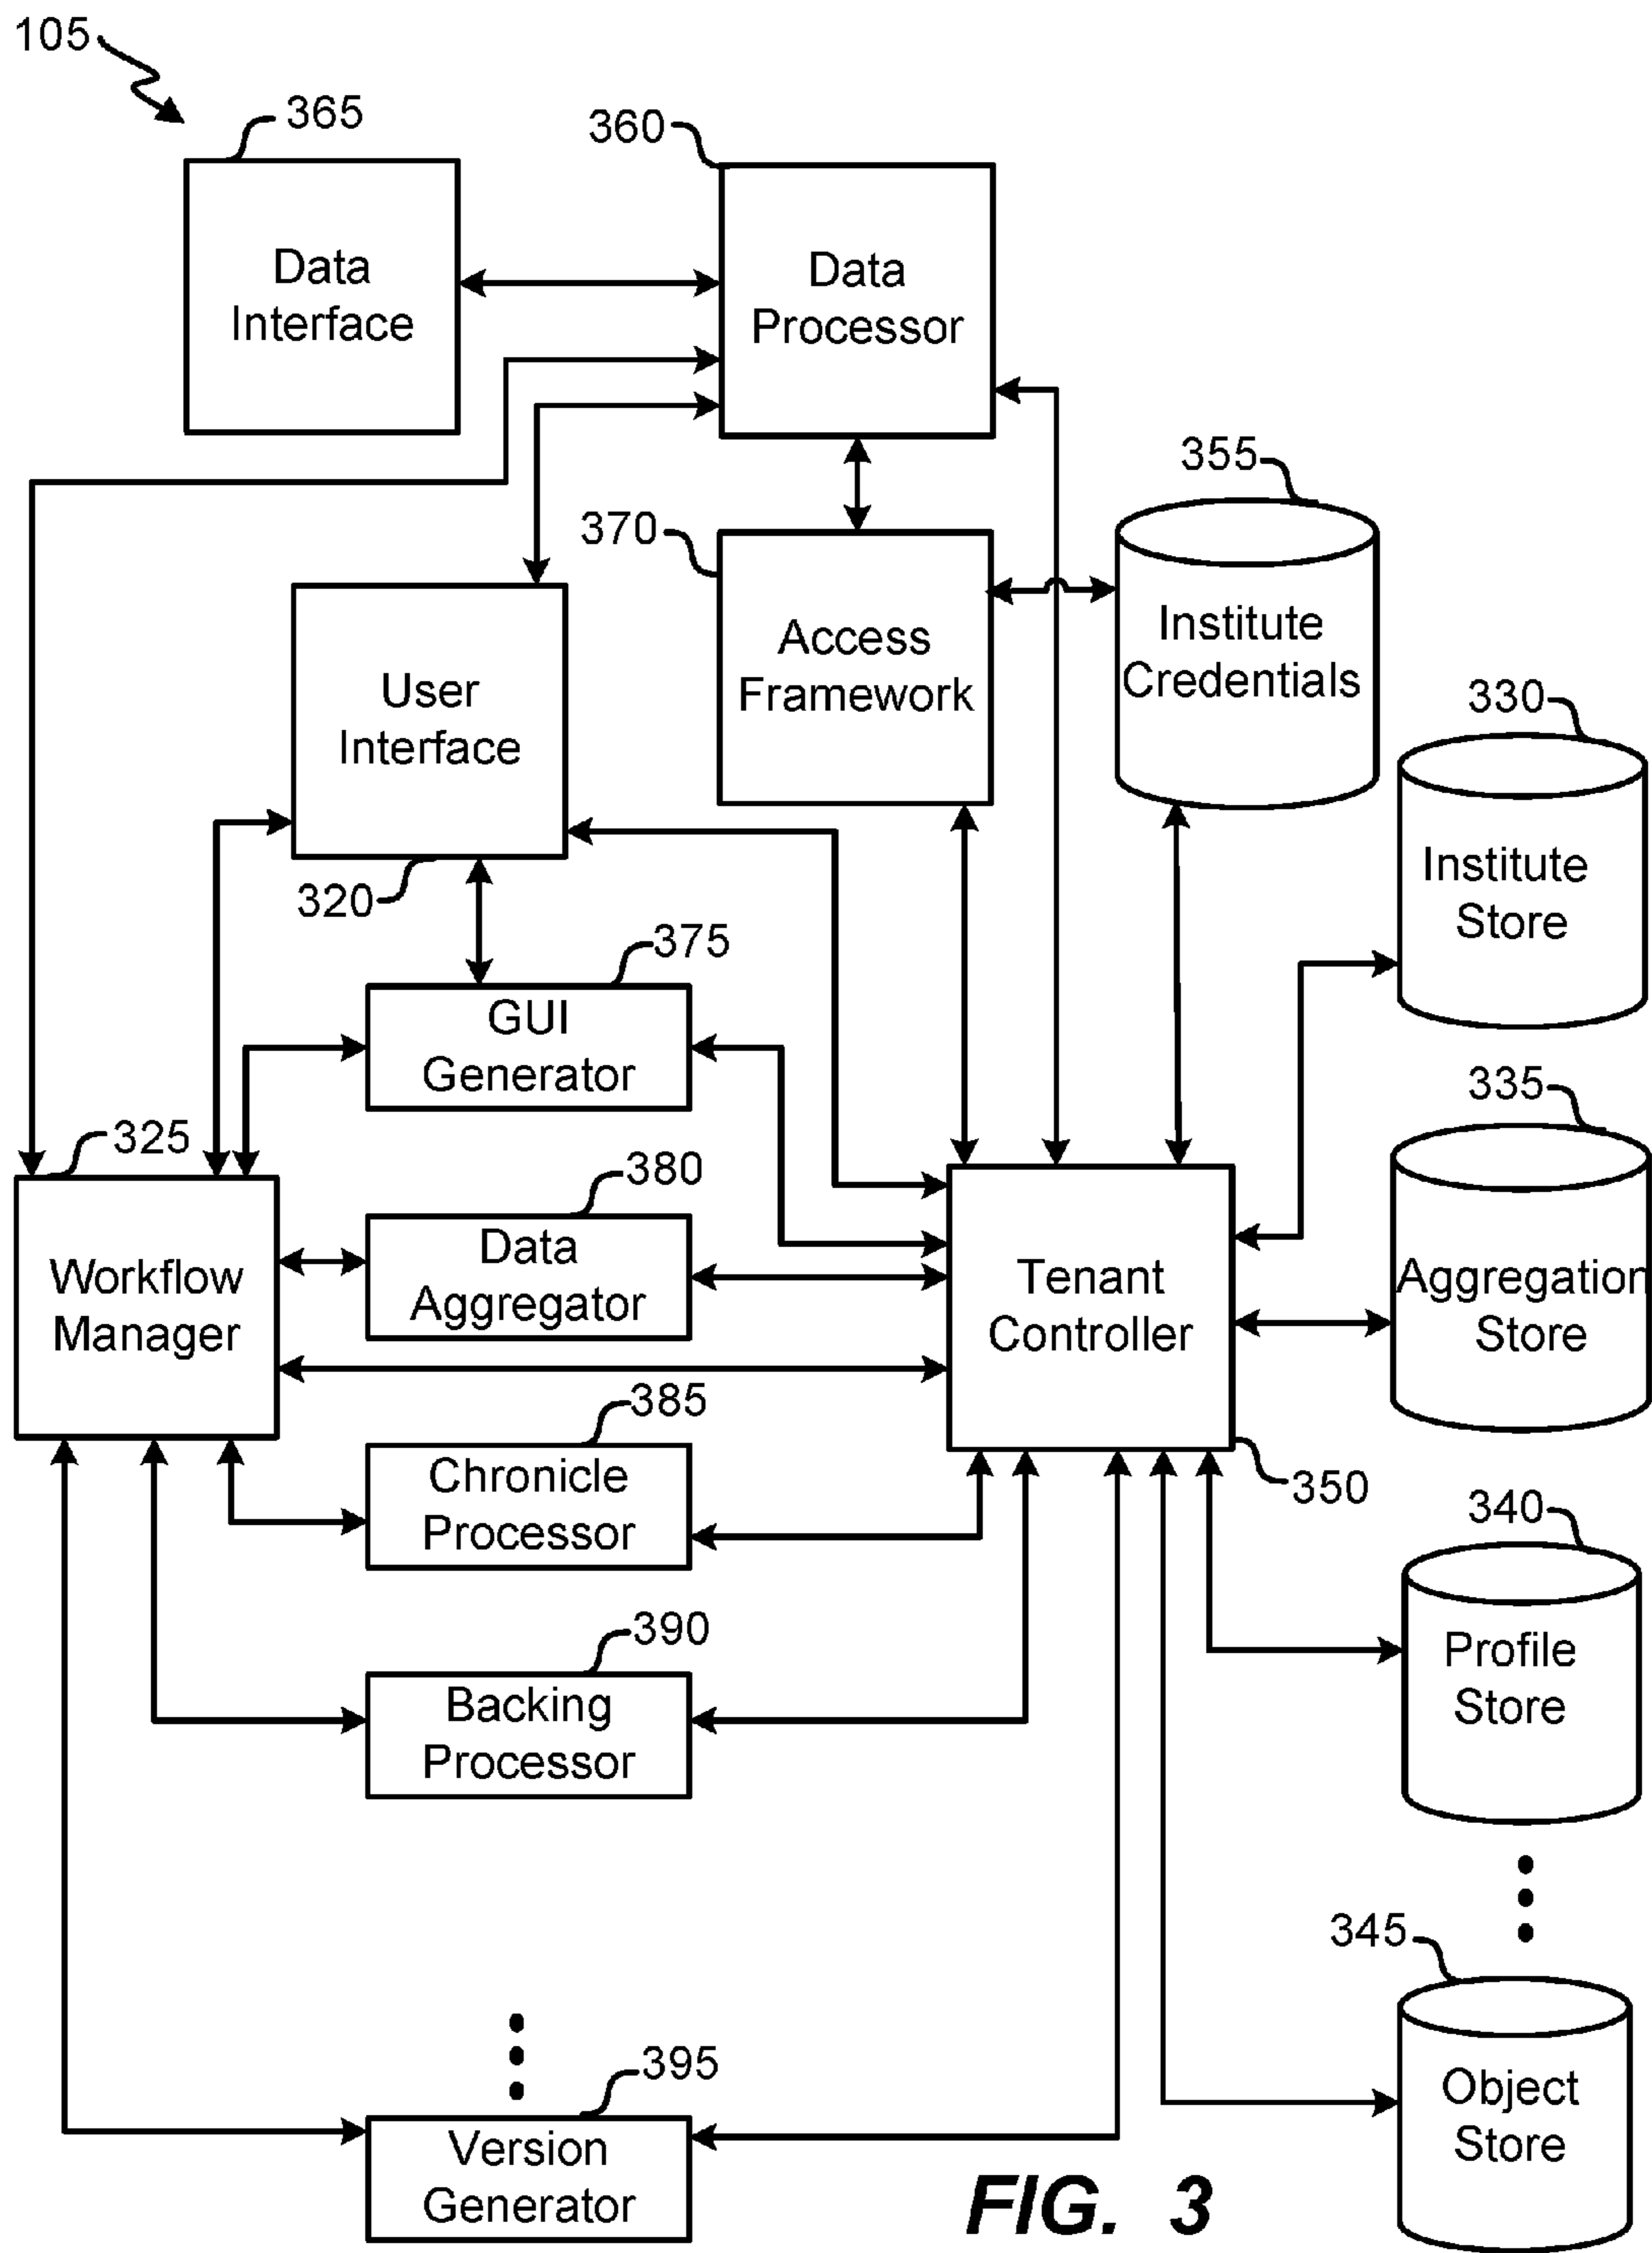 105
365
360
Data
Interface
Data
Processor
355
370
Access
Framework
Institute
Credentials
330
User
Interface
320
Institute
Store
375
GUI
Generator
335
325
380
Workflow
Manager
Data
Aggregator
Tenant
Controller
Aggregation
Store
385
350
Chronicle
Processor
340
390
Backing
Processor
Profile
Store
345
395
Version
Generator
Object
Store
FIG. 3